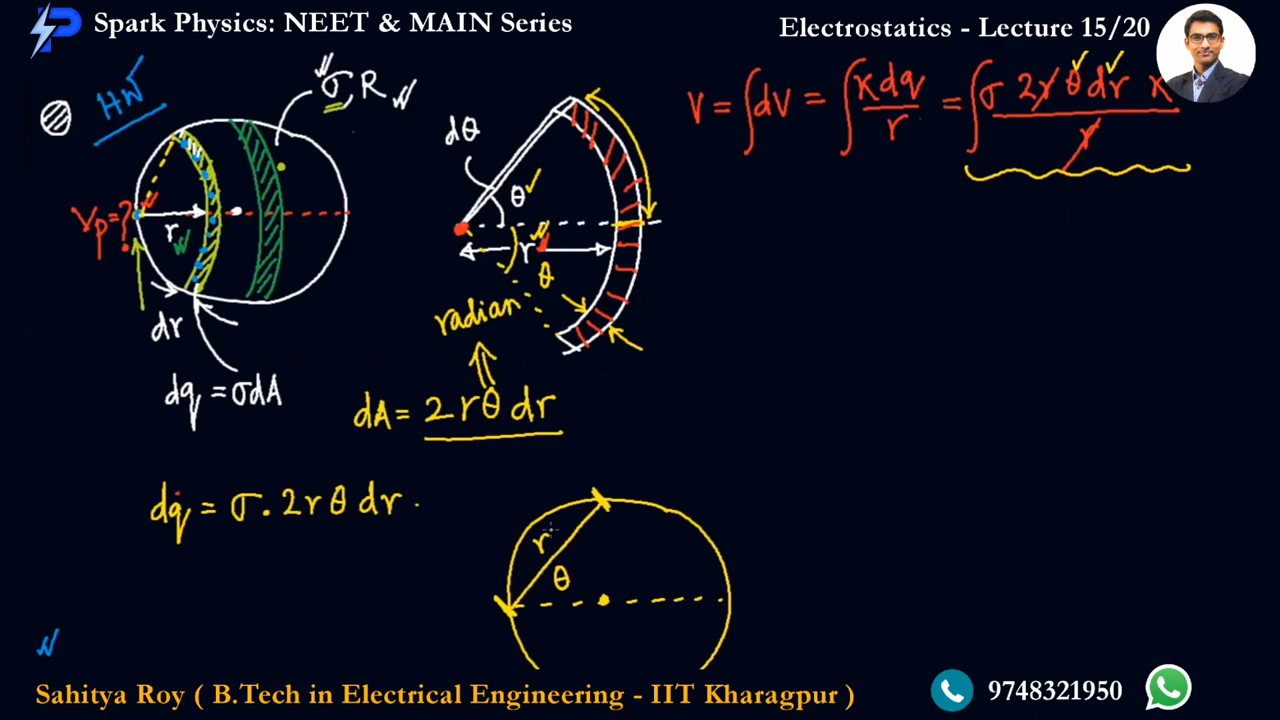 Spark Physics: NEET & MAIN Series
Electrostatics - Lecture 15/20
HW
σ, R
dθ
θ
V = ∫dV = ∫ K dq / r = ∫ σ 2r θ dr K / r
Vp=?
r
r
θ
radian
dr
dq = σdA
dA = 2rθ dr
dq = σ. 2rθ dr.
r
θ
Sahitya Roy ( B.Tech in Electrical Engineering - IIT Kharagpur )
9748321950